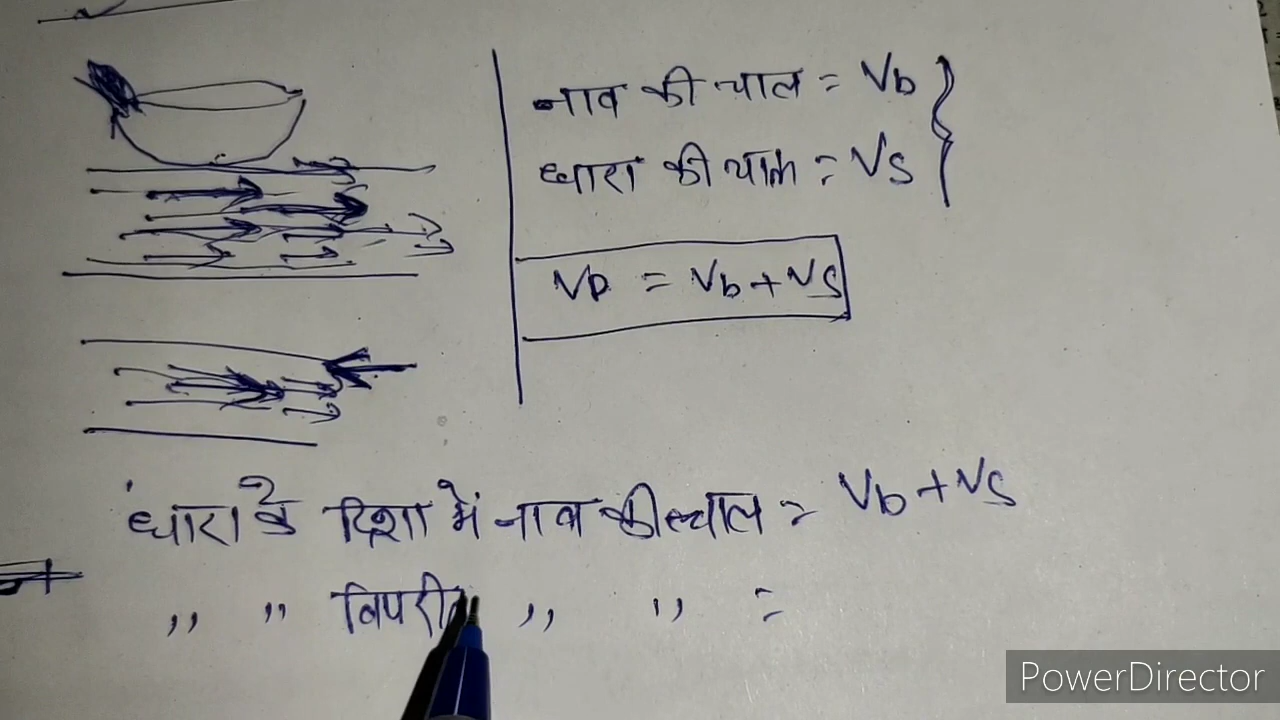 नाव की चाल = Vb
धारा की चाल = Vs
VD = Vb + Vs
धारा के दिशा में नाव की चाल = Vb + Vs
,, ,, विपरीत ,, ,, =
PowerDirector